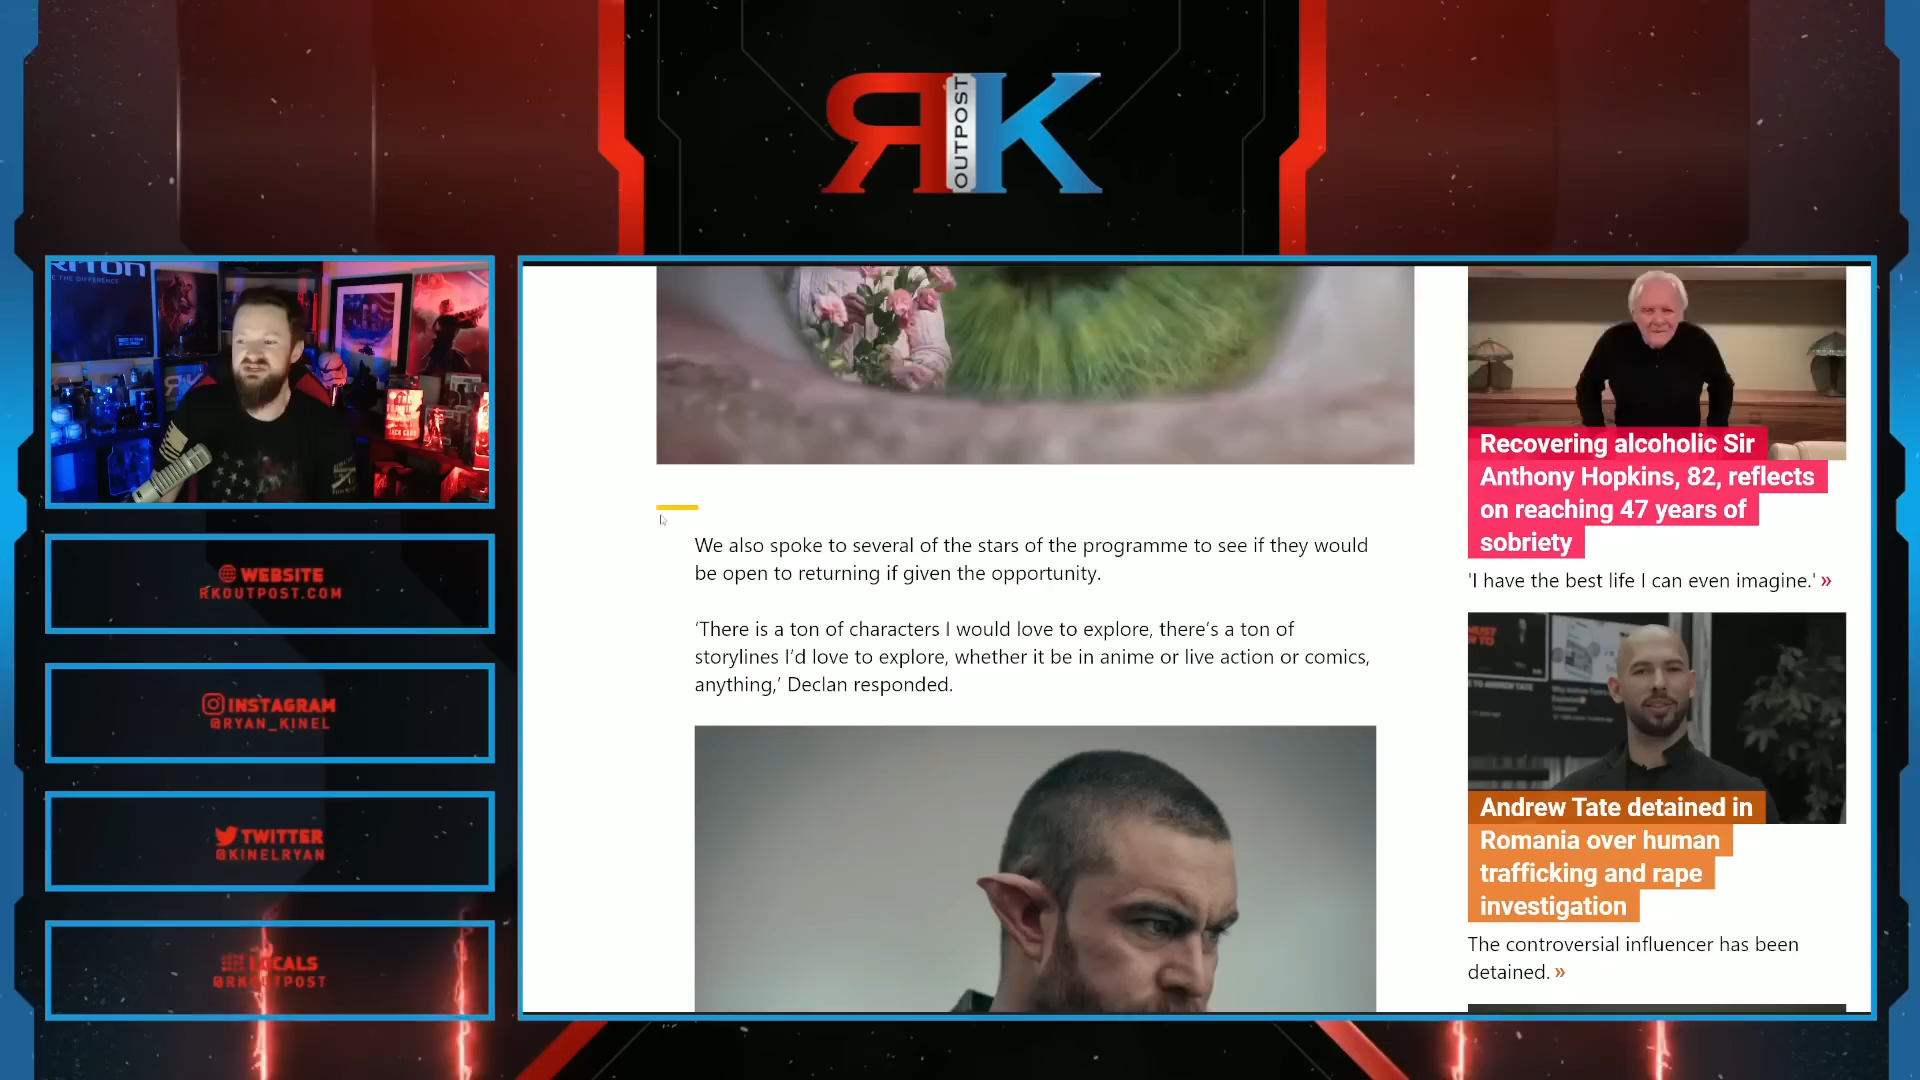 RK
OUTPOST
RITON
E THE DIFFERENCE
WEBSITE
RKOUTPOST.COM
INSTAGRAM
@RYAN_KINEL
TWITTER
@KINELRYAN
LOCALS
@RKOUTPOST
We also spoke to several of the stars of the programme to see if they would
be open to returning if given the opportunity.
‘There is a ton of characters I would love to explore, there’s a ton of
storylines I’d love to explore, whether it be in anime or live action or comics,
anything,’ Declan responded.
Recovering alcoholic Sir
Anthony Hopkins, 82, reflects
on reaching 47 years of
sobriety
'I have the best life I can even imagine.' »
Andrew Tate detained in
Romania over human
trafficking and rape
investigation
The controversial influencer has been
detained. »